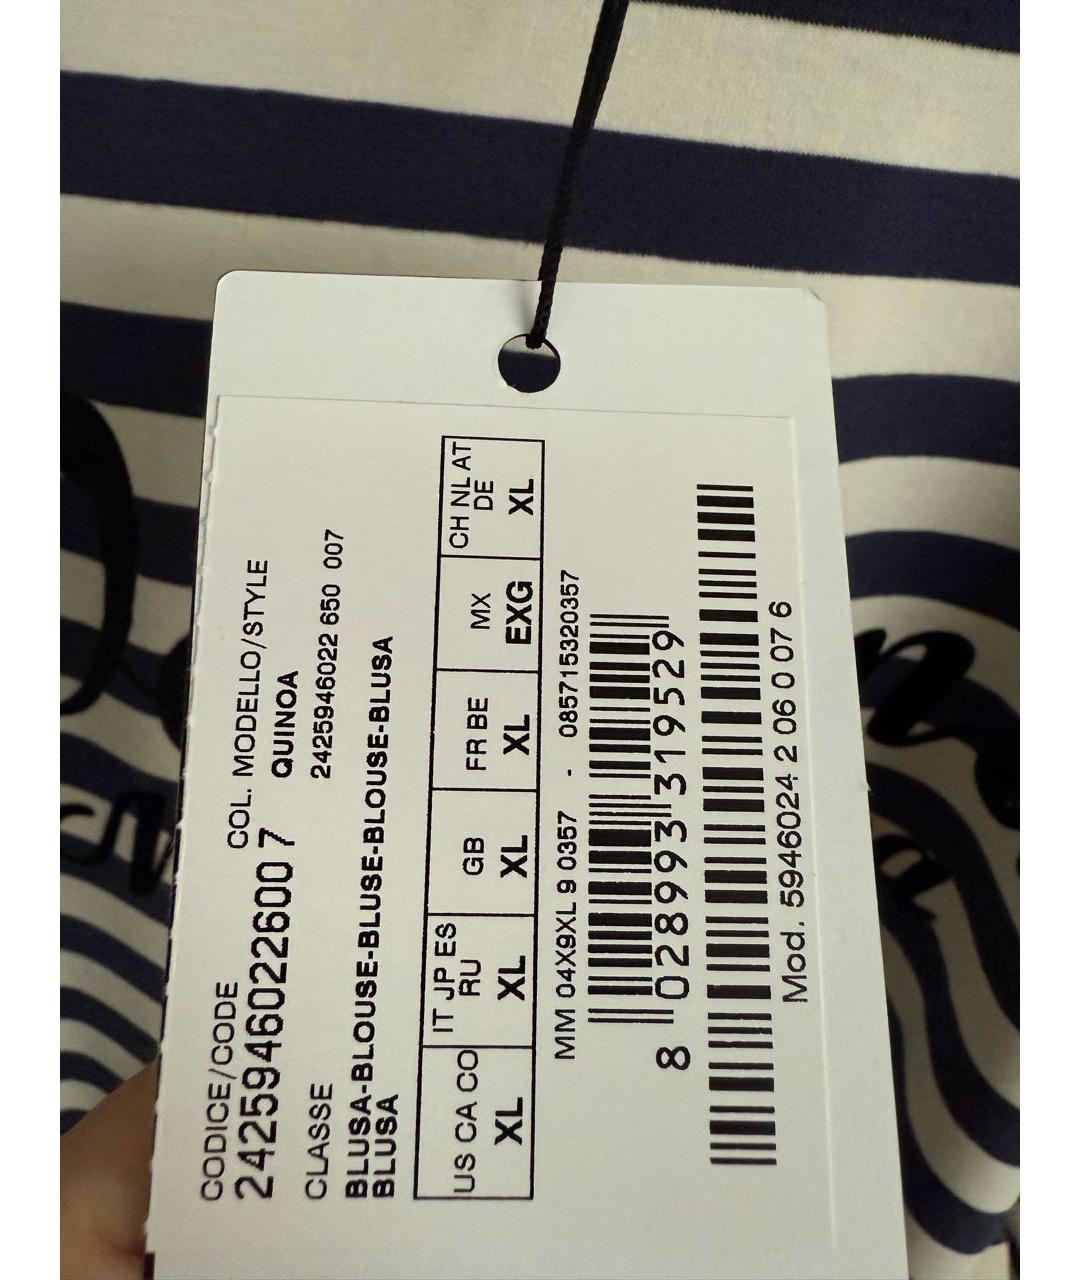 CODICE/CODE
2425946022600 7
COL. MODELLO/STYLE
QUINOA
2425946022 650 007
CLASSE
BLUSA-BLOUSE-BLUSE-BLOUSE-BLUSA
BLUSA
US CA CO
XL
IT JP ES
RU
XL
GB
XL
FR BE
XL
MX
EXG
CH NL AT
DE
XL
MM 04X9XL 9 0357 - 085715320357
8 028993 319529
Mod. 5946024 2 06 0 07 6